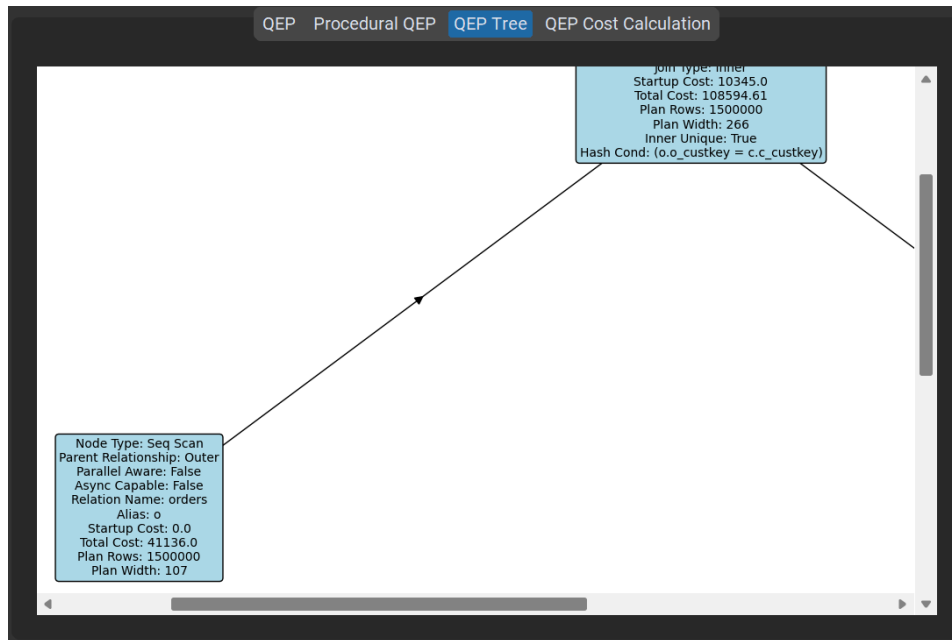 QEP Procedural QEP QEP Tree QEP Cost Calculation
Join Type: Inner
Startup Cost: 10345.0
Total Cost: 108594.61
Plan Rows: 1500000
Plan Width: 266
Inner Unique: True
Hash Cond: (o.o_custkey = c.c_custkey)
Node Type: Seq Scan
Parent Relationship: Outer
Parallel Aware: False
Async Capable: False
Relation Name: orders
Alias: o
Startup Cost: 0.0
Total Cost: 41136.0
Plan Rows: 1500000
Plan Width: 107